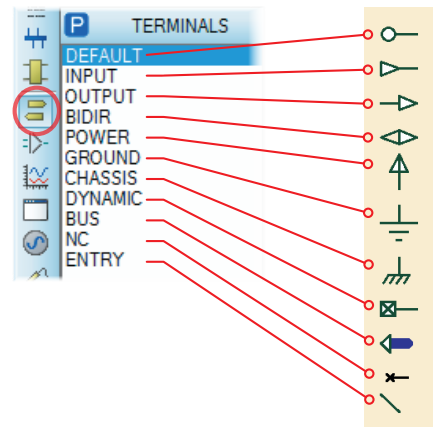 P TERMINALS
DEFAULT
INPUT
OUTPUT
BIDIR
POWER
GROUND
CHASSIS
DYNAMIC
BUS
NC
ENTRY